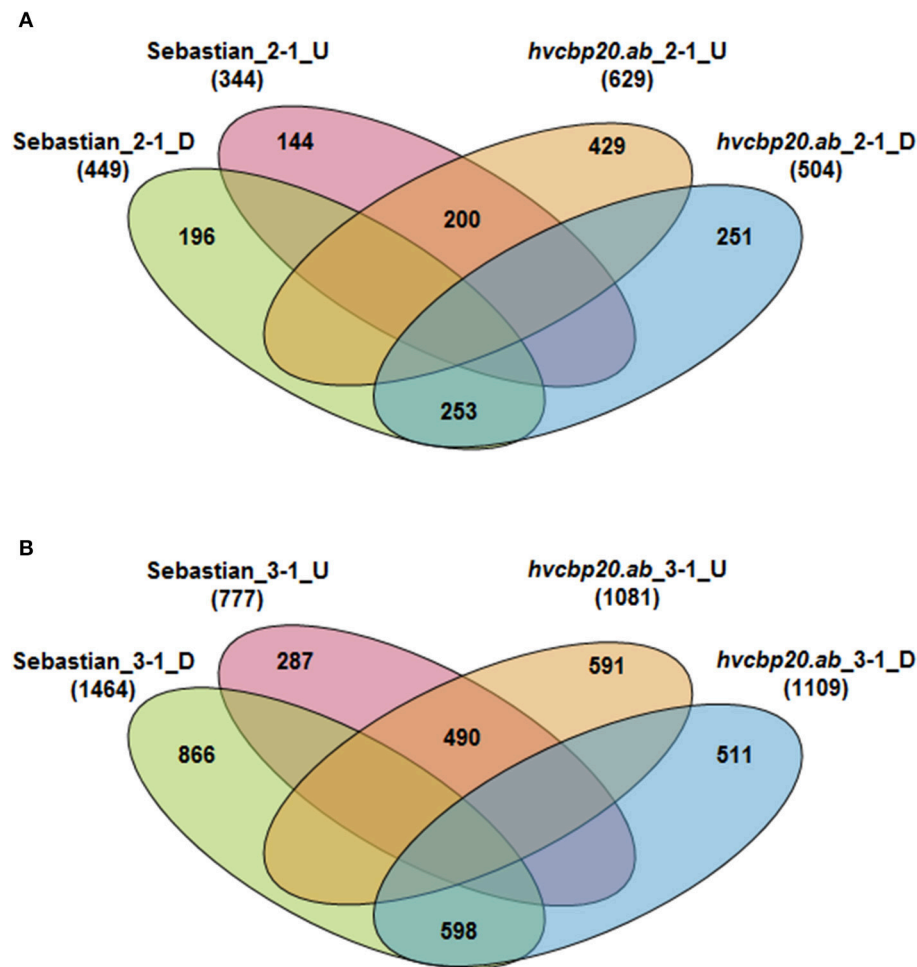 A
Sebastian_2-1_U
(344)
hvcbp20.ab_2-1_U
(629)
Sebastian_2-1_D
(449)
hvcbp20.ab_2-1_D
(504)
144
429
200
196
251
253
B
Sebastian_3-1_U
(777)
hvcbp20.ab_3-1_U
(1081)
Sebastian_3-1_D
(1464)
hvcbp20.ab_3-1_D
(1109)
287
591
490
866
511
598